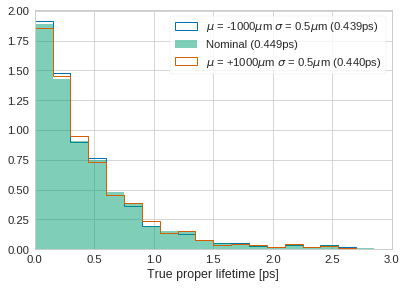 2.00
1.75
1.50
1.25
1.00
0.75
0.50
0.25
0.00
μ = -1000μm σ = 0.5μm (0.439ps)
Nominal (0.449ps)
μ = +1000μm σ = 0.5μm (0.440ps)
0.0 0.5 1.0 1.5 2.0 2.5 3.0
True proper lifetime [ps]